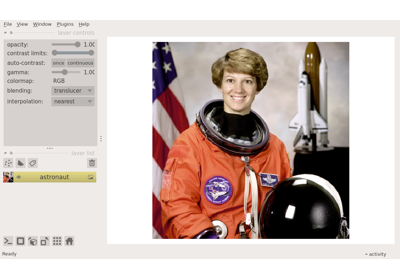 File View Window Plugins Help
layer controls
opacity: 1.00
contrast limits:
auto-contrast: once continuous
gamma: 1.00
colormap: RGB
blending: translucer
interpolation: nearest
layer list
astronaut
Ready
activity